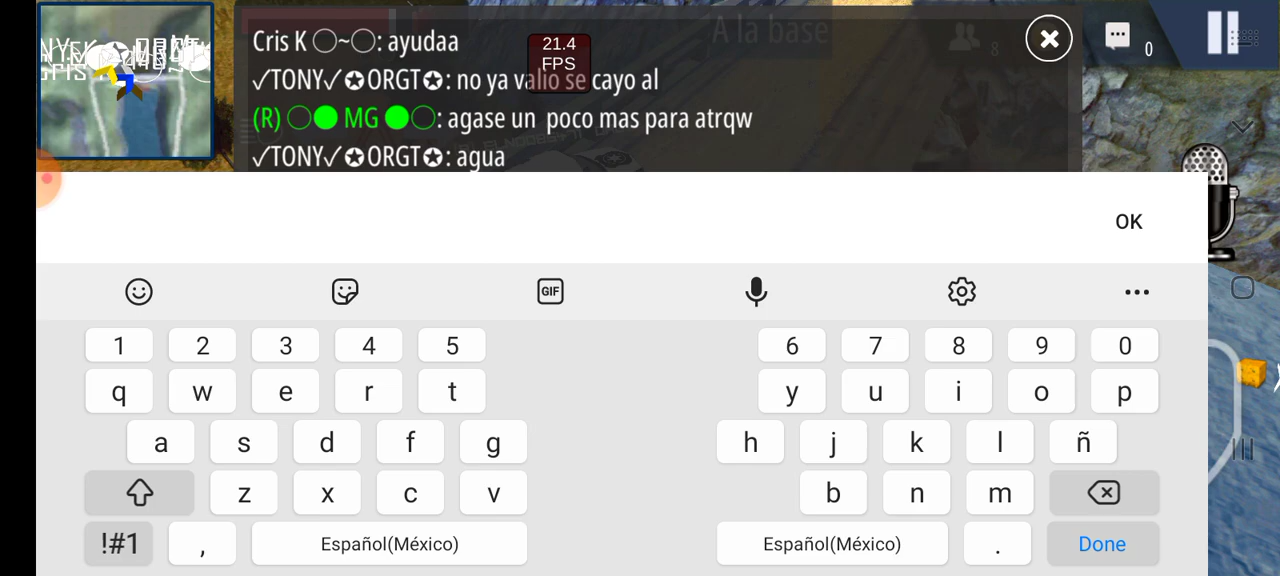 A la base
Cris K ○~○: ayudaa
✓TONY✓✪ORGT✪: no ya valio se cayo al
(R) ○● MG ●○: agase un poco mas para atrqw
✓TONY✓✪ORGT✪: agua
21.4
FPS
8
0
OK
GIF
1 2 3 4 5 6 7 8 9 0
q w e r t y u i o p
a s d f g h j k l ñ
z x c v b n m
!#1 , Español(México) Español(México) . Done